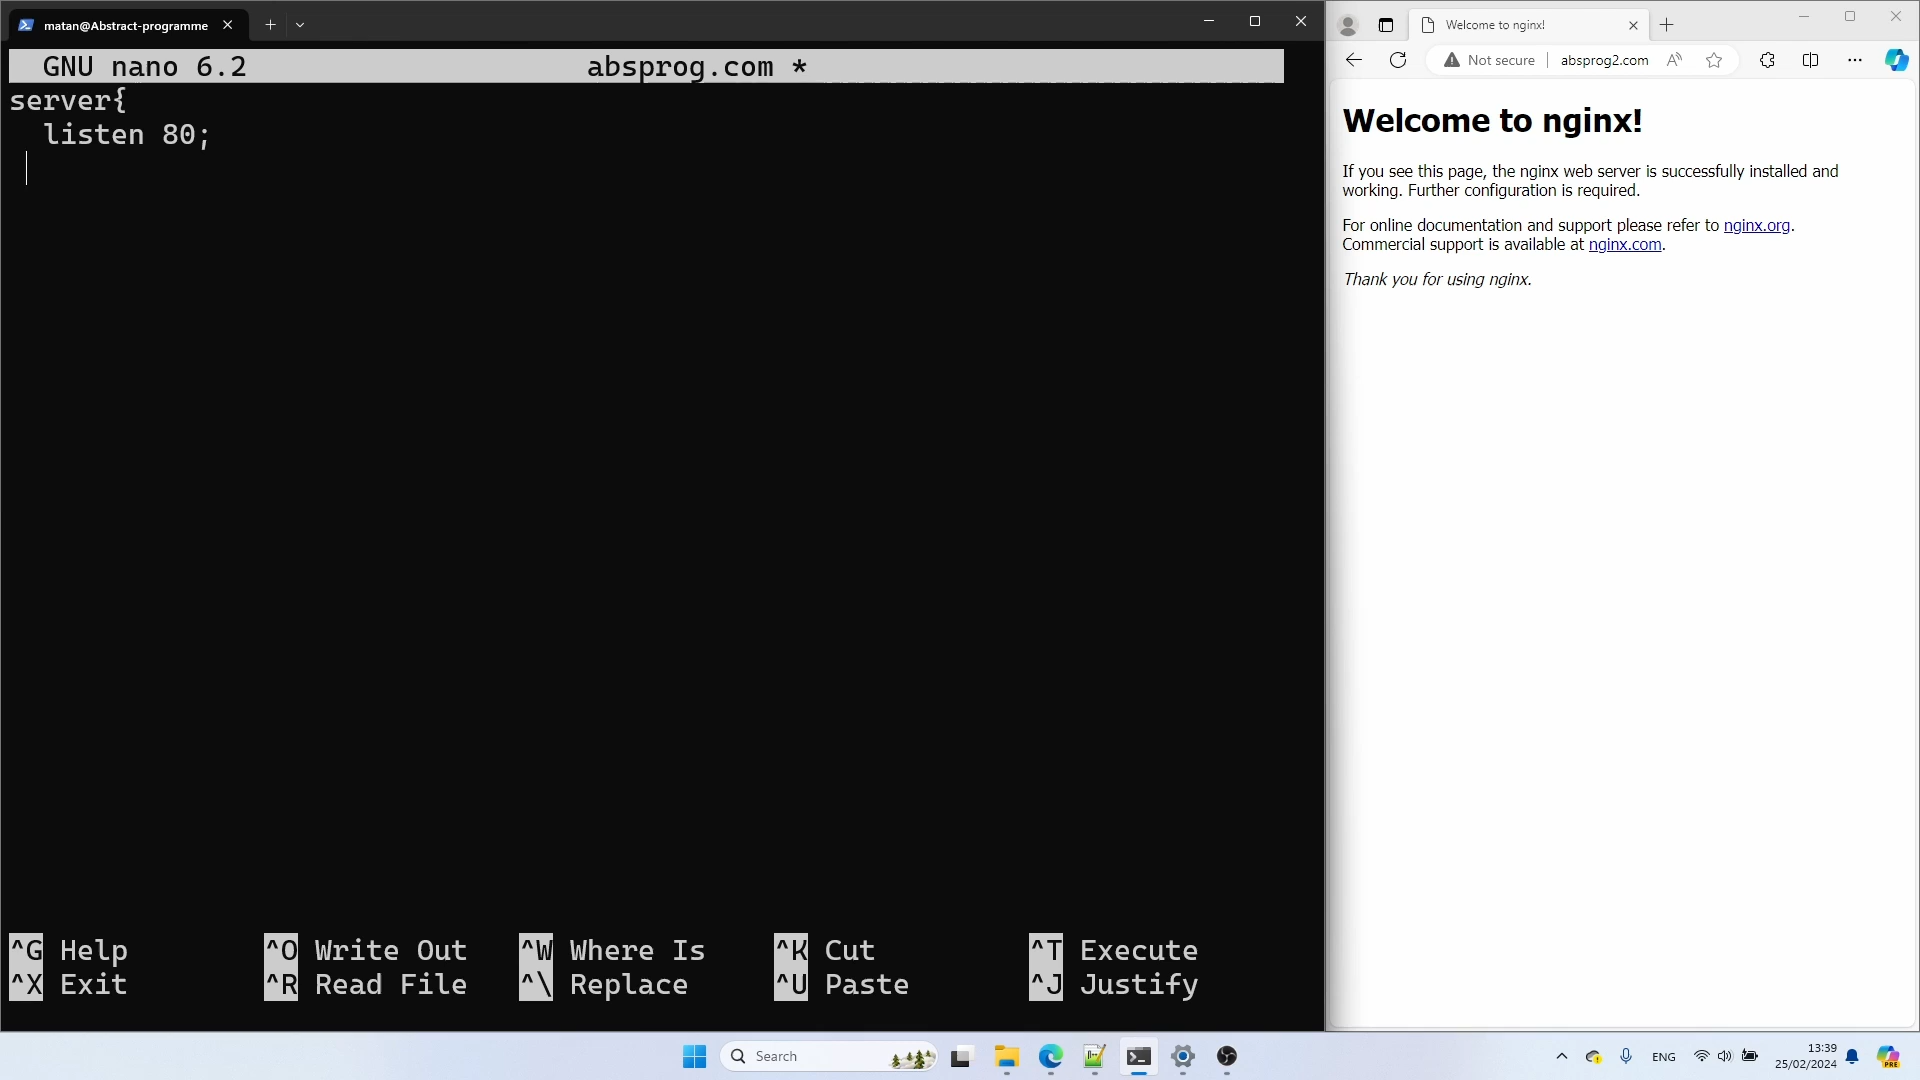 matan@Abstract-programme
GNU nano 6.2
absprog.com *
server{
listen 80;
^G Help
^O Write Out
^W Where Is
^K Cut
^T Execute
^X Exit
^R Read File
^\ Replace
^U Paste
^J Justify
Welcome to nginx!
Not secure
absprog2.com
Welcome to nginx!
If you see this page, the nginx web server is successfully installed and
working. Further configuration is required.
For online documentation and support please refer to nginx.org.
Commercial support is available at nginx.com.
Thank you for using nginx.
Search
ENG
13:39
25/02/2024
PRE